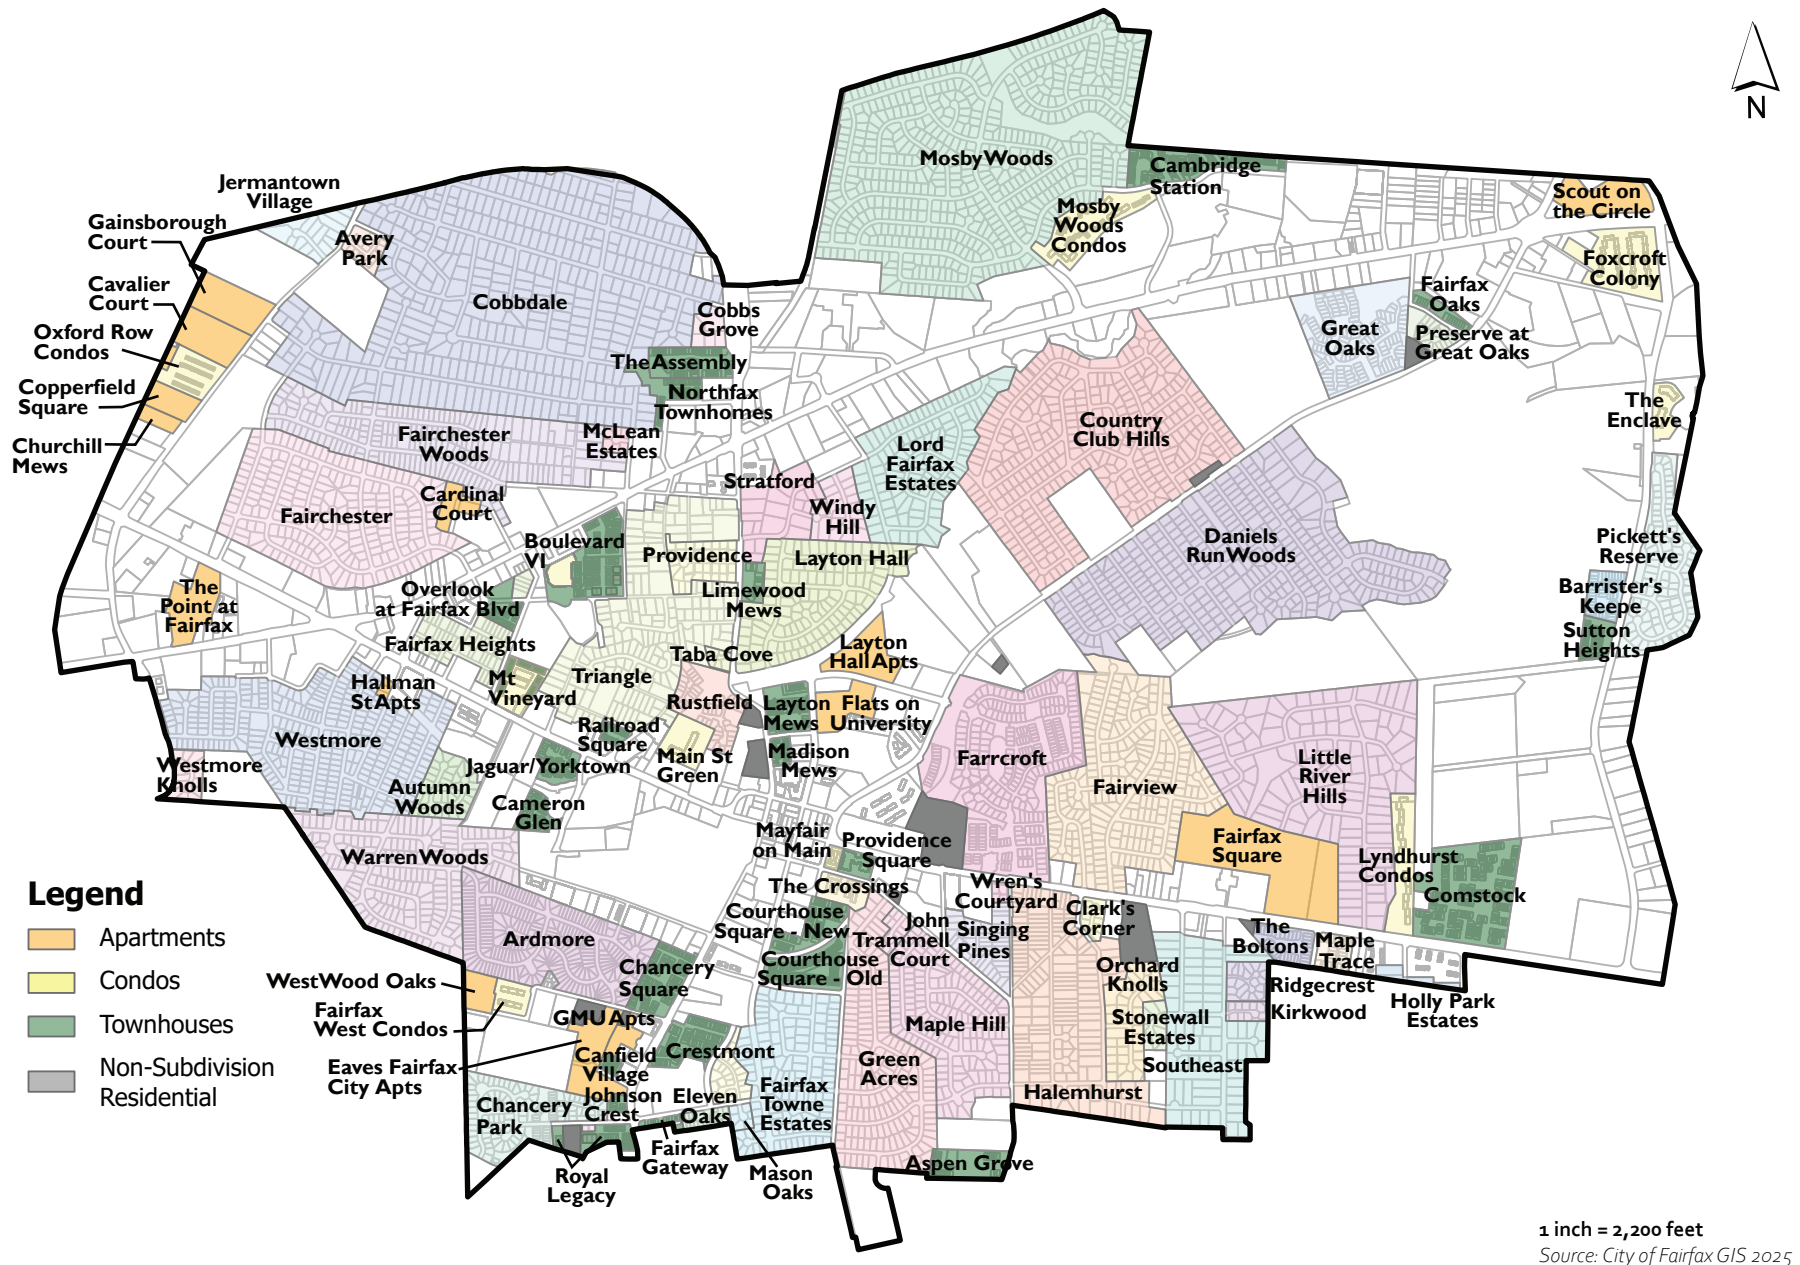 N
Mosby Woods
Cambridge
Station
Mosby
Woods
Condos
Scout on
the Circle
Foxcroft
Colony
Jermantown
Village
Gainsborough
Court
Avery
Park
Cavalier
Court
Cobbdale
Cobbs
Grove
Fairfax
Oaks
Great
Oaks
Preserve at
Great Oaks
Oxford Row
Condos
The Assembly
Copperfield
Square
Northfax
Townhomes
The
Enclave
Churchill
Mews
Fairchester
Woods
McLean
Estates
Country
Club Hills
Lord
Fairfax
Estates
Stratford
Windy
Hill
Cardinal
Court
Fairchester
Boulevard
VI
Providence
Layton Hall
Daniels
Run Woods
Pickett's
Reserve
Overlook
at Fairfax Blvd
Limewood
Mews
Barrister's
Keepe
The
Point at
Fairfax
Fairfax Heights
Taba Cove
Layton
Hall Apts
Sutton
Heights
Hallman
St Apts
Mt
Vineyard
Triangle
Rustfield
Layton
Mews
Flats on
University
Railroad
Square
Westmore
Main St
Green
Madison
Mews
Farrcroft
Little
River
Hills
Westmore
Knolls
Jaguar/Yorktown
Autumn
Woods
Fairview
Cameron
Glen
Mayfair
on Main
Providence
Square
Fairfax
Square
Warren Woods
Lyndhurst
Condos
Comstock
The Crossings
Wren's
Courtyard
Clark's
Corner
Legend
Apartments
Condos
Townhouses
Non-Subdivision
Residential
Courthouse
Square - New
John
Trammell
Court
Singing
Pines
The
Boltons
Maple
Trace
Ardmore
Courthouse
Square - Old
Chancery
Square
Orchard
Knolls
Ridgecrest
Kirkwood
Holly Park
Estates
WestWood Oaks
Fairfax
West Condos
GMU Apts
Maple Hill
Stonewall
Estates
Eaves Fairfax
City Apts
Canfield
Village
Crestmont
Green
Acres
Southeast
Halemhurst
Johnson
Crest
Eleven
Oaks
Fairfax
Towne
Estates
Chancery
Park
Fairfax
Gateway
Aspen Grove
Royal
Legacy
Mason
Oaks
1 inch = 2,200 feet
Source: City of Fairfax GIS 2025